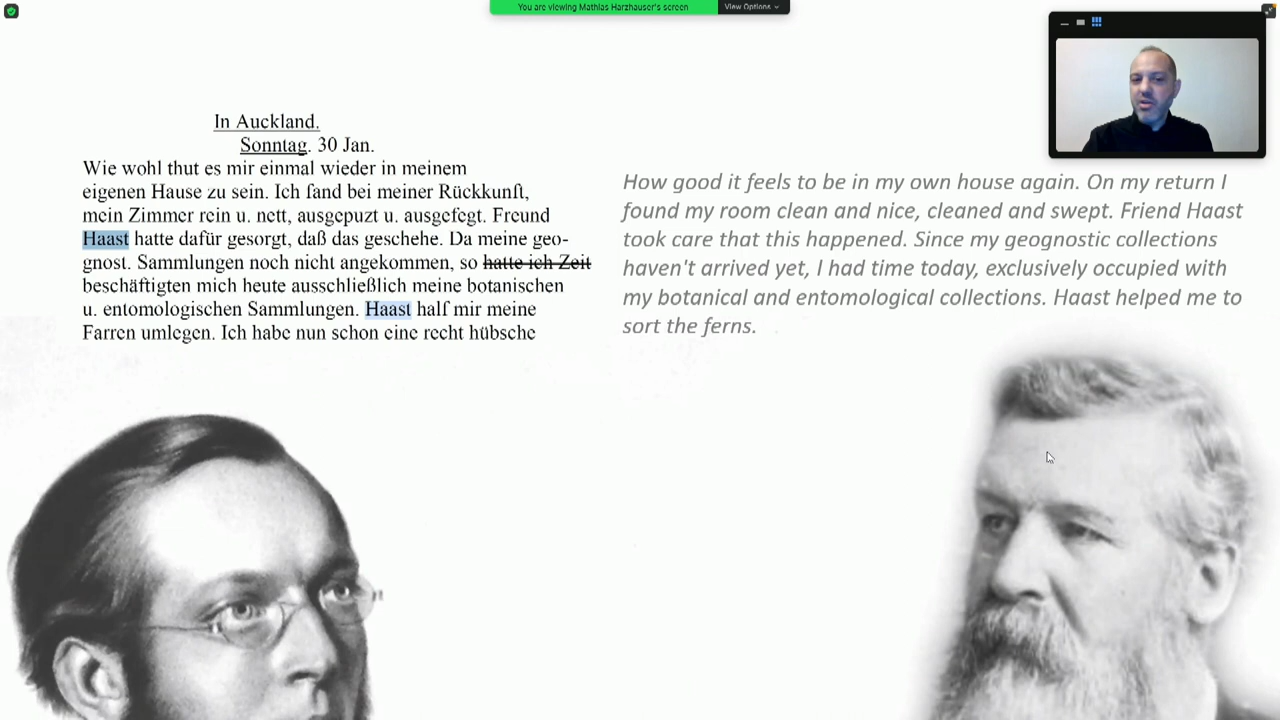 You are viewing Mathias Harzhauser's screen
View Options
In Auckland.
Sonntag. 30 Jan.
Wie wohl thut es mir einmal wieder in meinem
eigenen Hause zu sein. Ich fand bei meiner Rückkunft,
mein Zimmer rein u. nett, ausgepuzt u. ausgefegt. Freund
Haast hatte dafür gesorgt, daß das geschehe. Da meine geo-
gnost. Sammlungen noch nicht angekommen, so hatte ich Zeit
beschäftigten mich heute ausschließlich meine botanischen
u. entomologischen Sammlungen. Haast half mir meine
Farren umlegen. Ich habe nun schon eine recht hübsche
How good it feels to be in my own house again. On my return I
found my room clean and nice, cleaned and swept. Friend Haast
took care that this happened. Since my geognostic collections
haven't arrived yet, I had time today, exclusively occupied with
my botanical and entomological collections. Haast helped me to
sort the ferns.